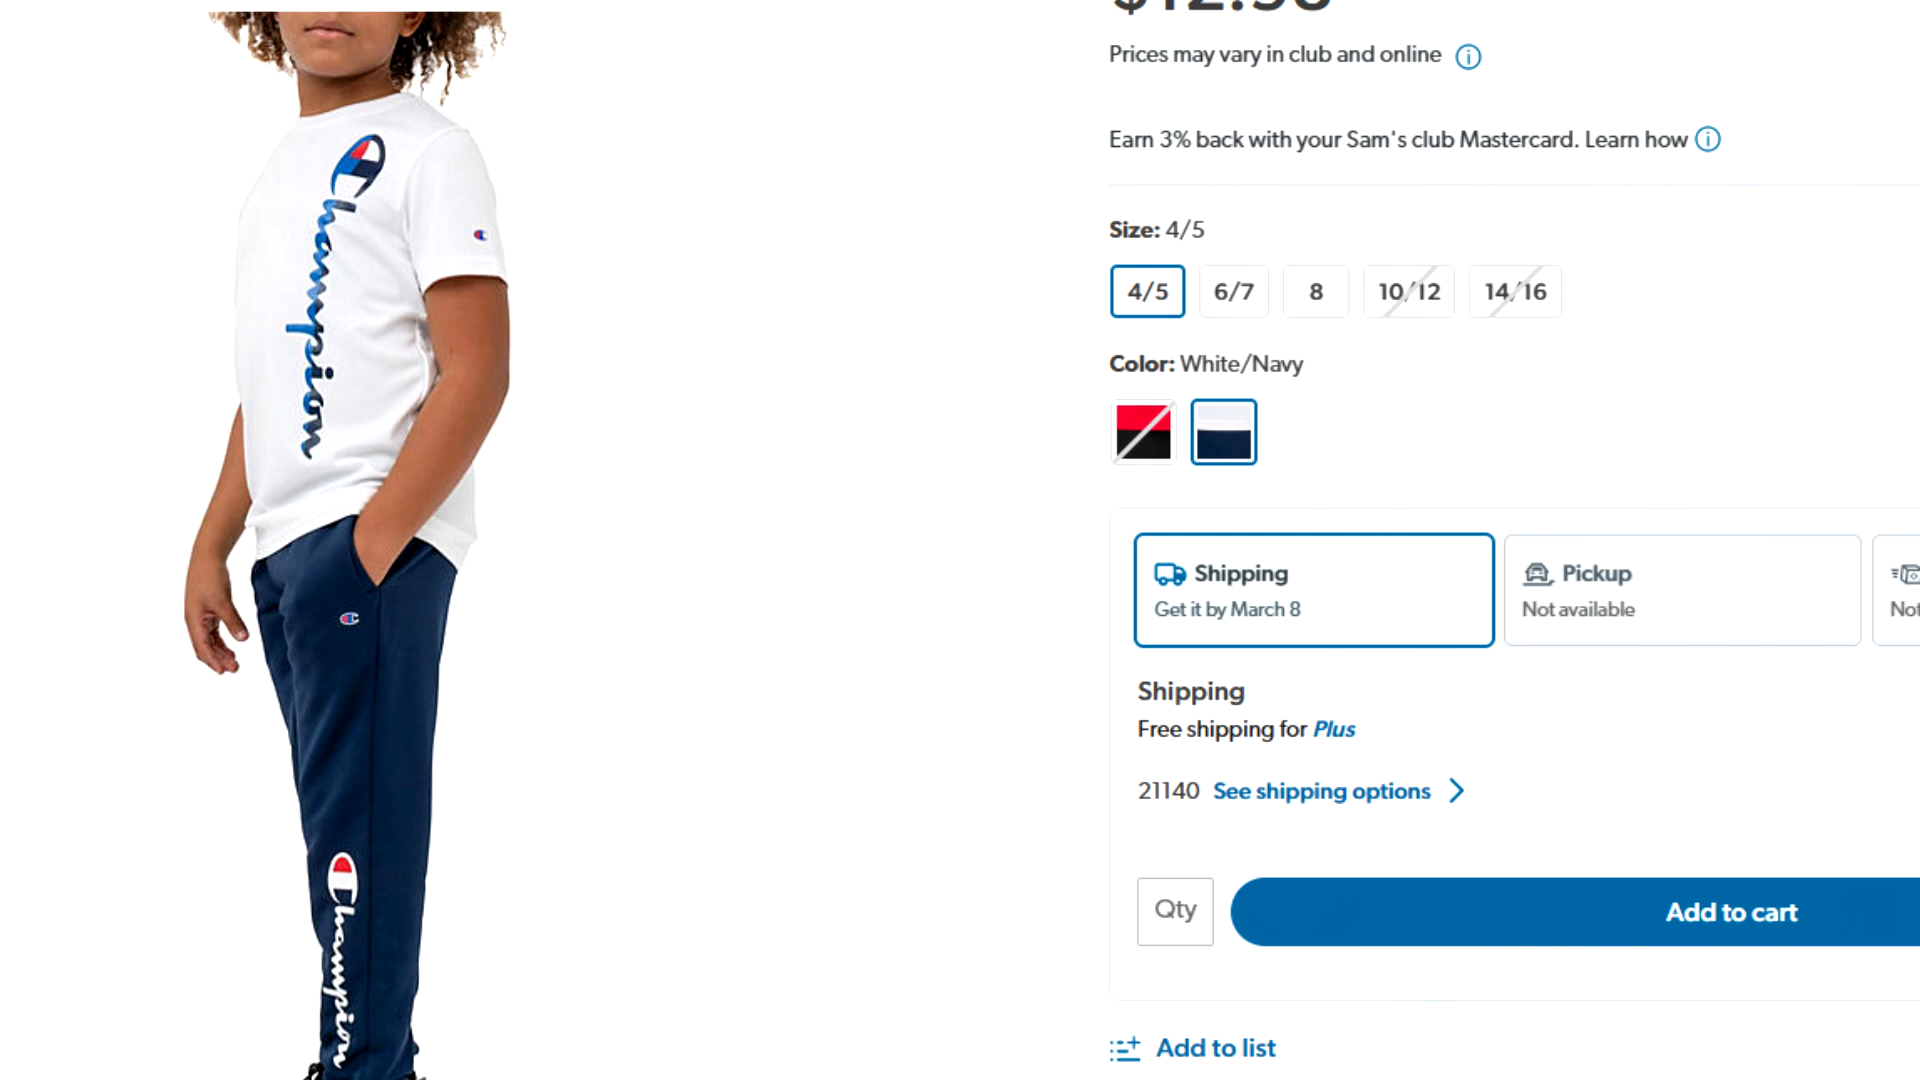 Champion
Champion
Prices may vary in club and online
Earn 3% back with your Sam's club Mastercard. Learn how
Size: 4/5
4/5 6/7 8 10/12 14/16
Color: White/Navy
Shipping
Get it by March 8
Pickup
Not available
Shipping
Free shipping for Plus
21140 See shipping options
Qty
Add to cart
Add to list